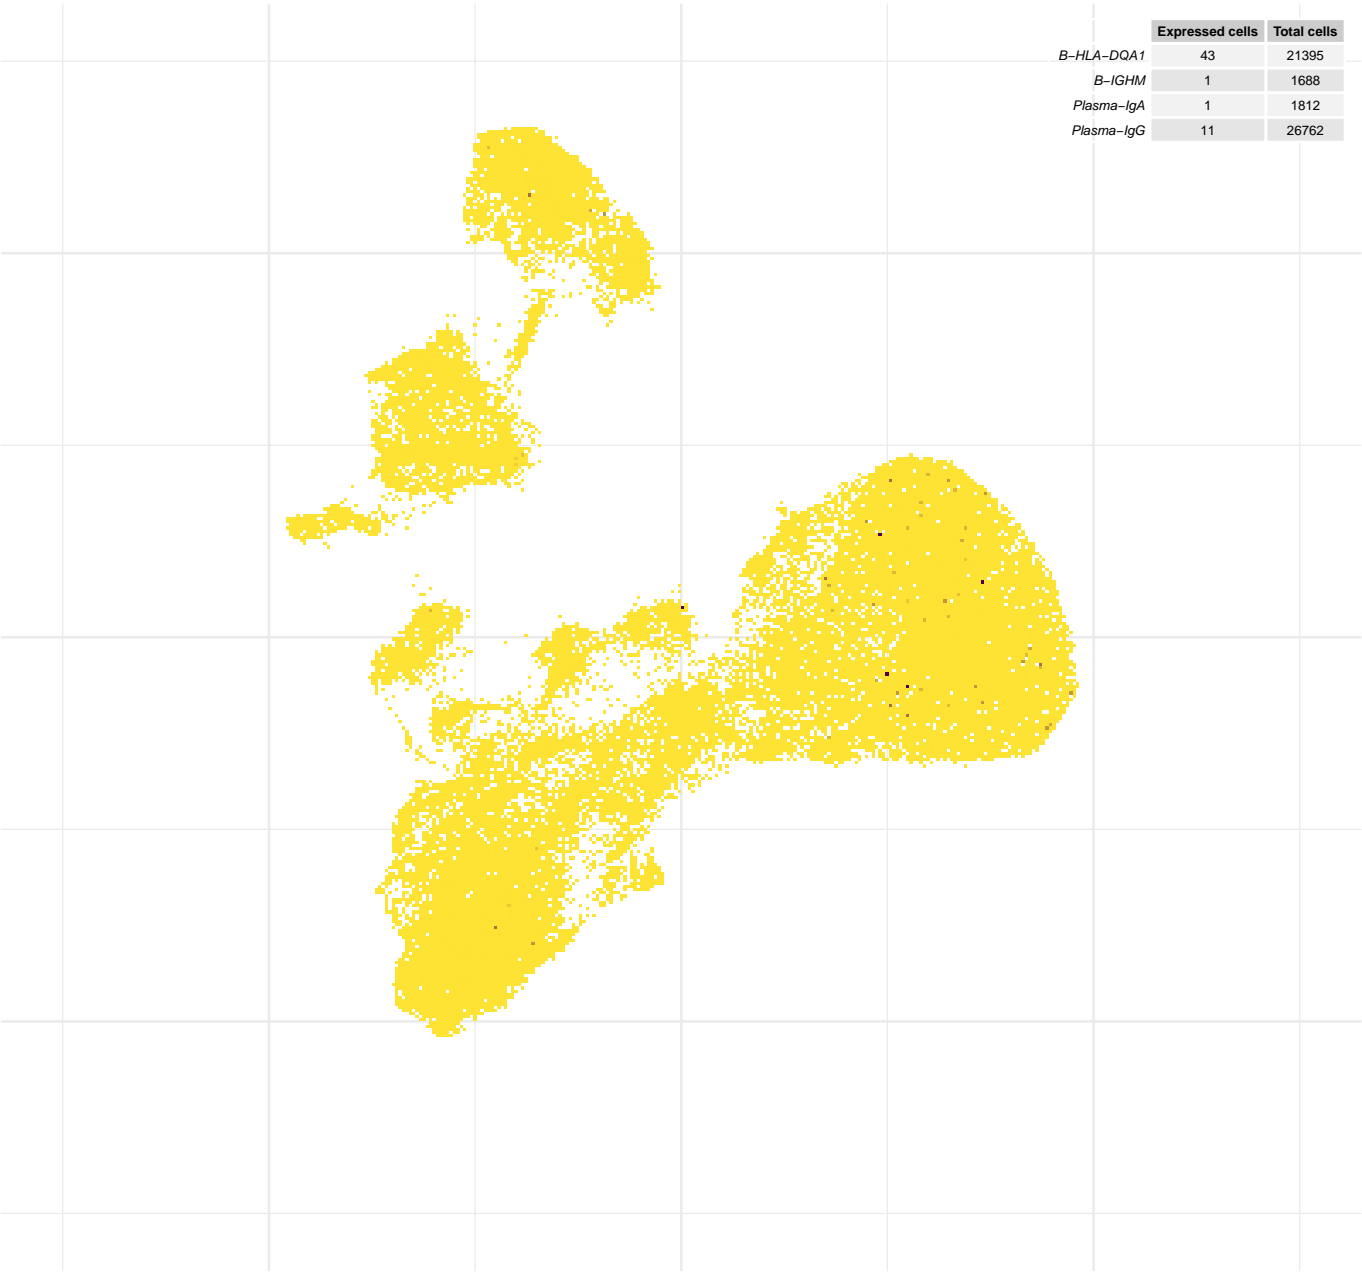 Expressed cells Total cells
B−HLA−DQA1 43 21395
B−IGHM 1 1688
Plasma−IgA 1 1812
Plasma−IgG 11 26762